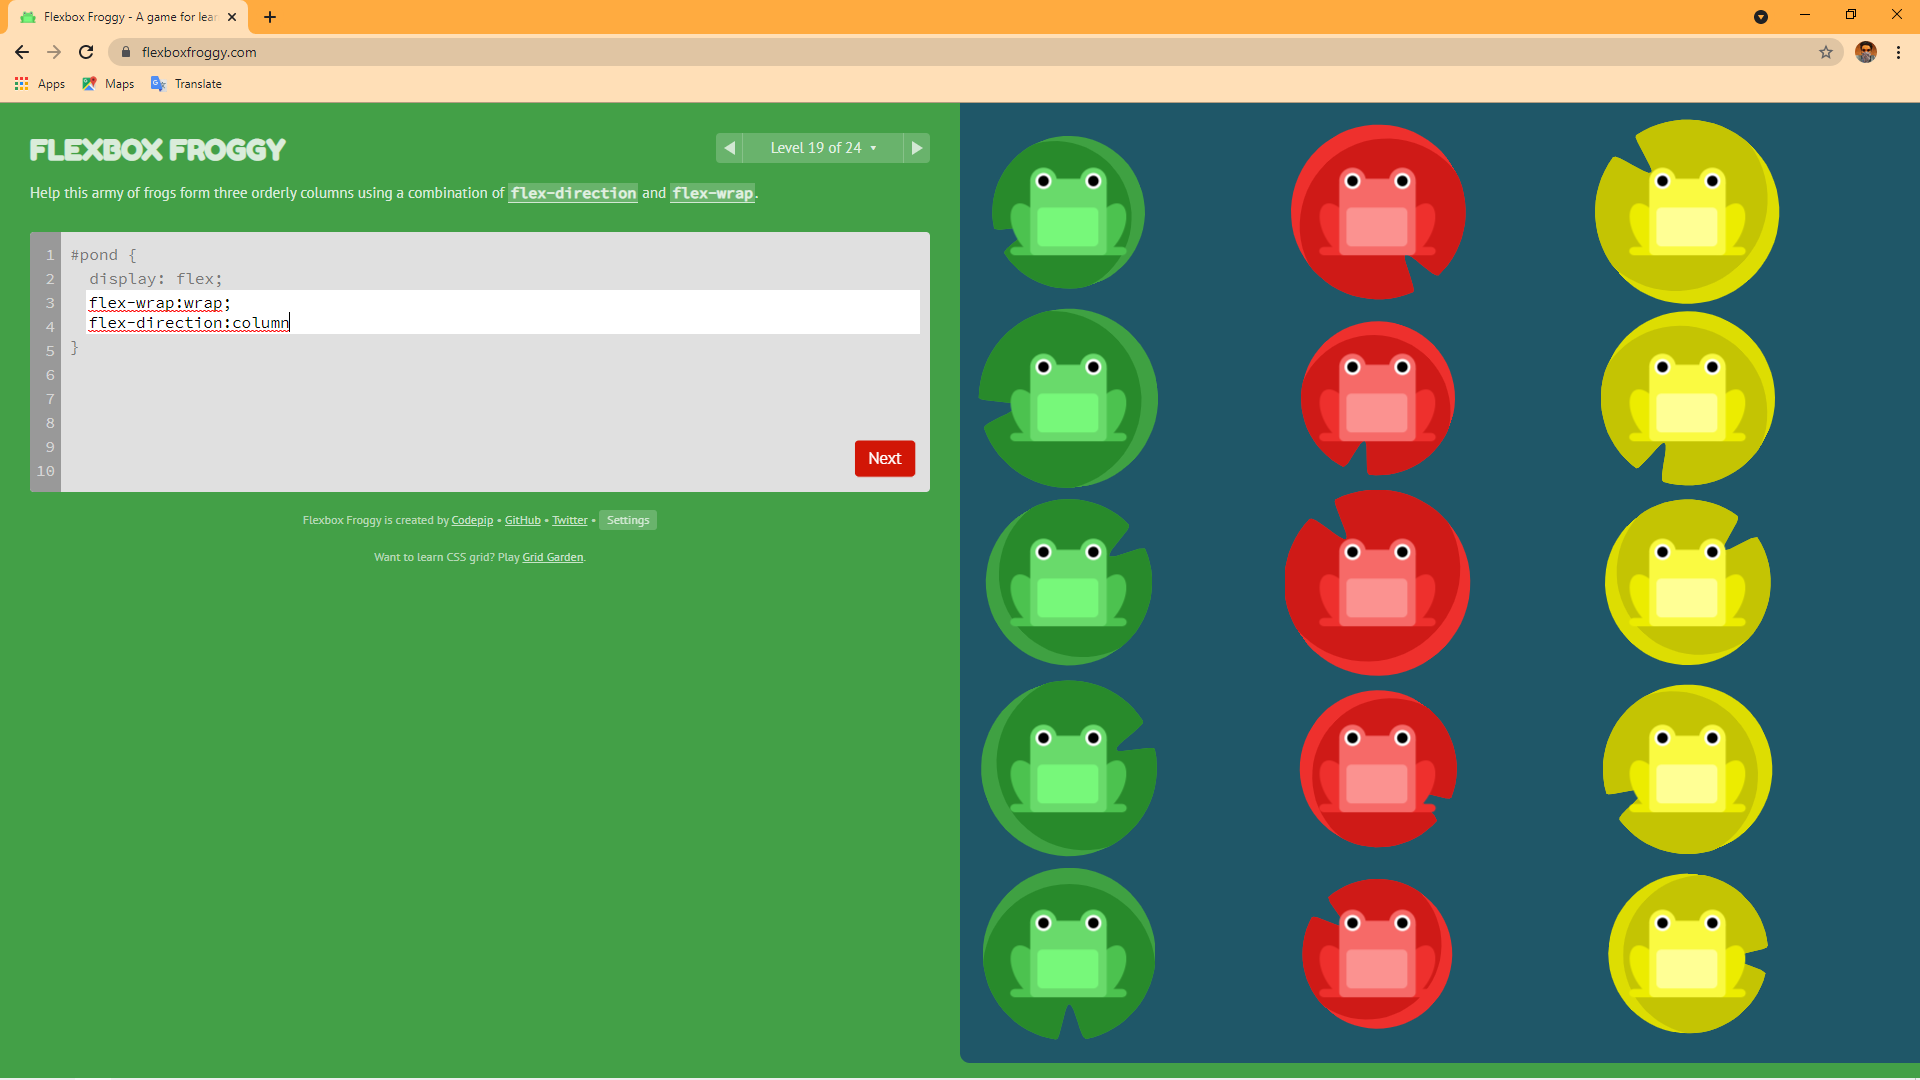 Flexbox Froggy - A game for lear
flexboxfroggy.com
Apps Maps Translate
FLEXBOX FROGGY
Level 19 of 24
Help this army of frogs form three orderly columns using a combination of flex-direction and flex-wrap.
1 #pond {
2 display: flex;
3 flex-wrap:wrap;
4 flex-direction:column
5 }
6
7
8
9
10
Next
Flexbox Froggy is created by Codepip • GitHub • Twitter • Settings
Want to learn CSS grid? Play Grid Garden.